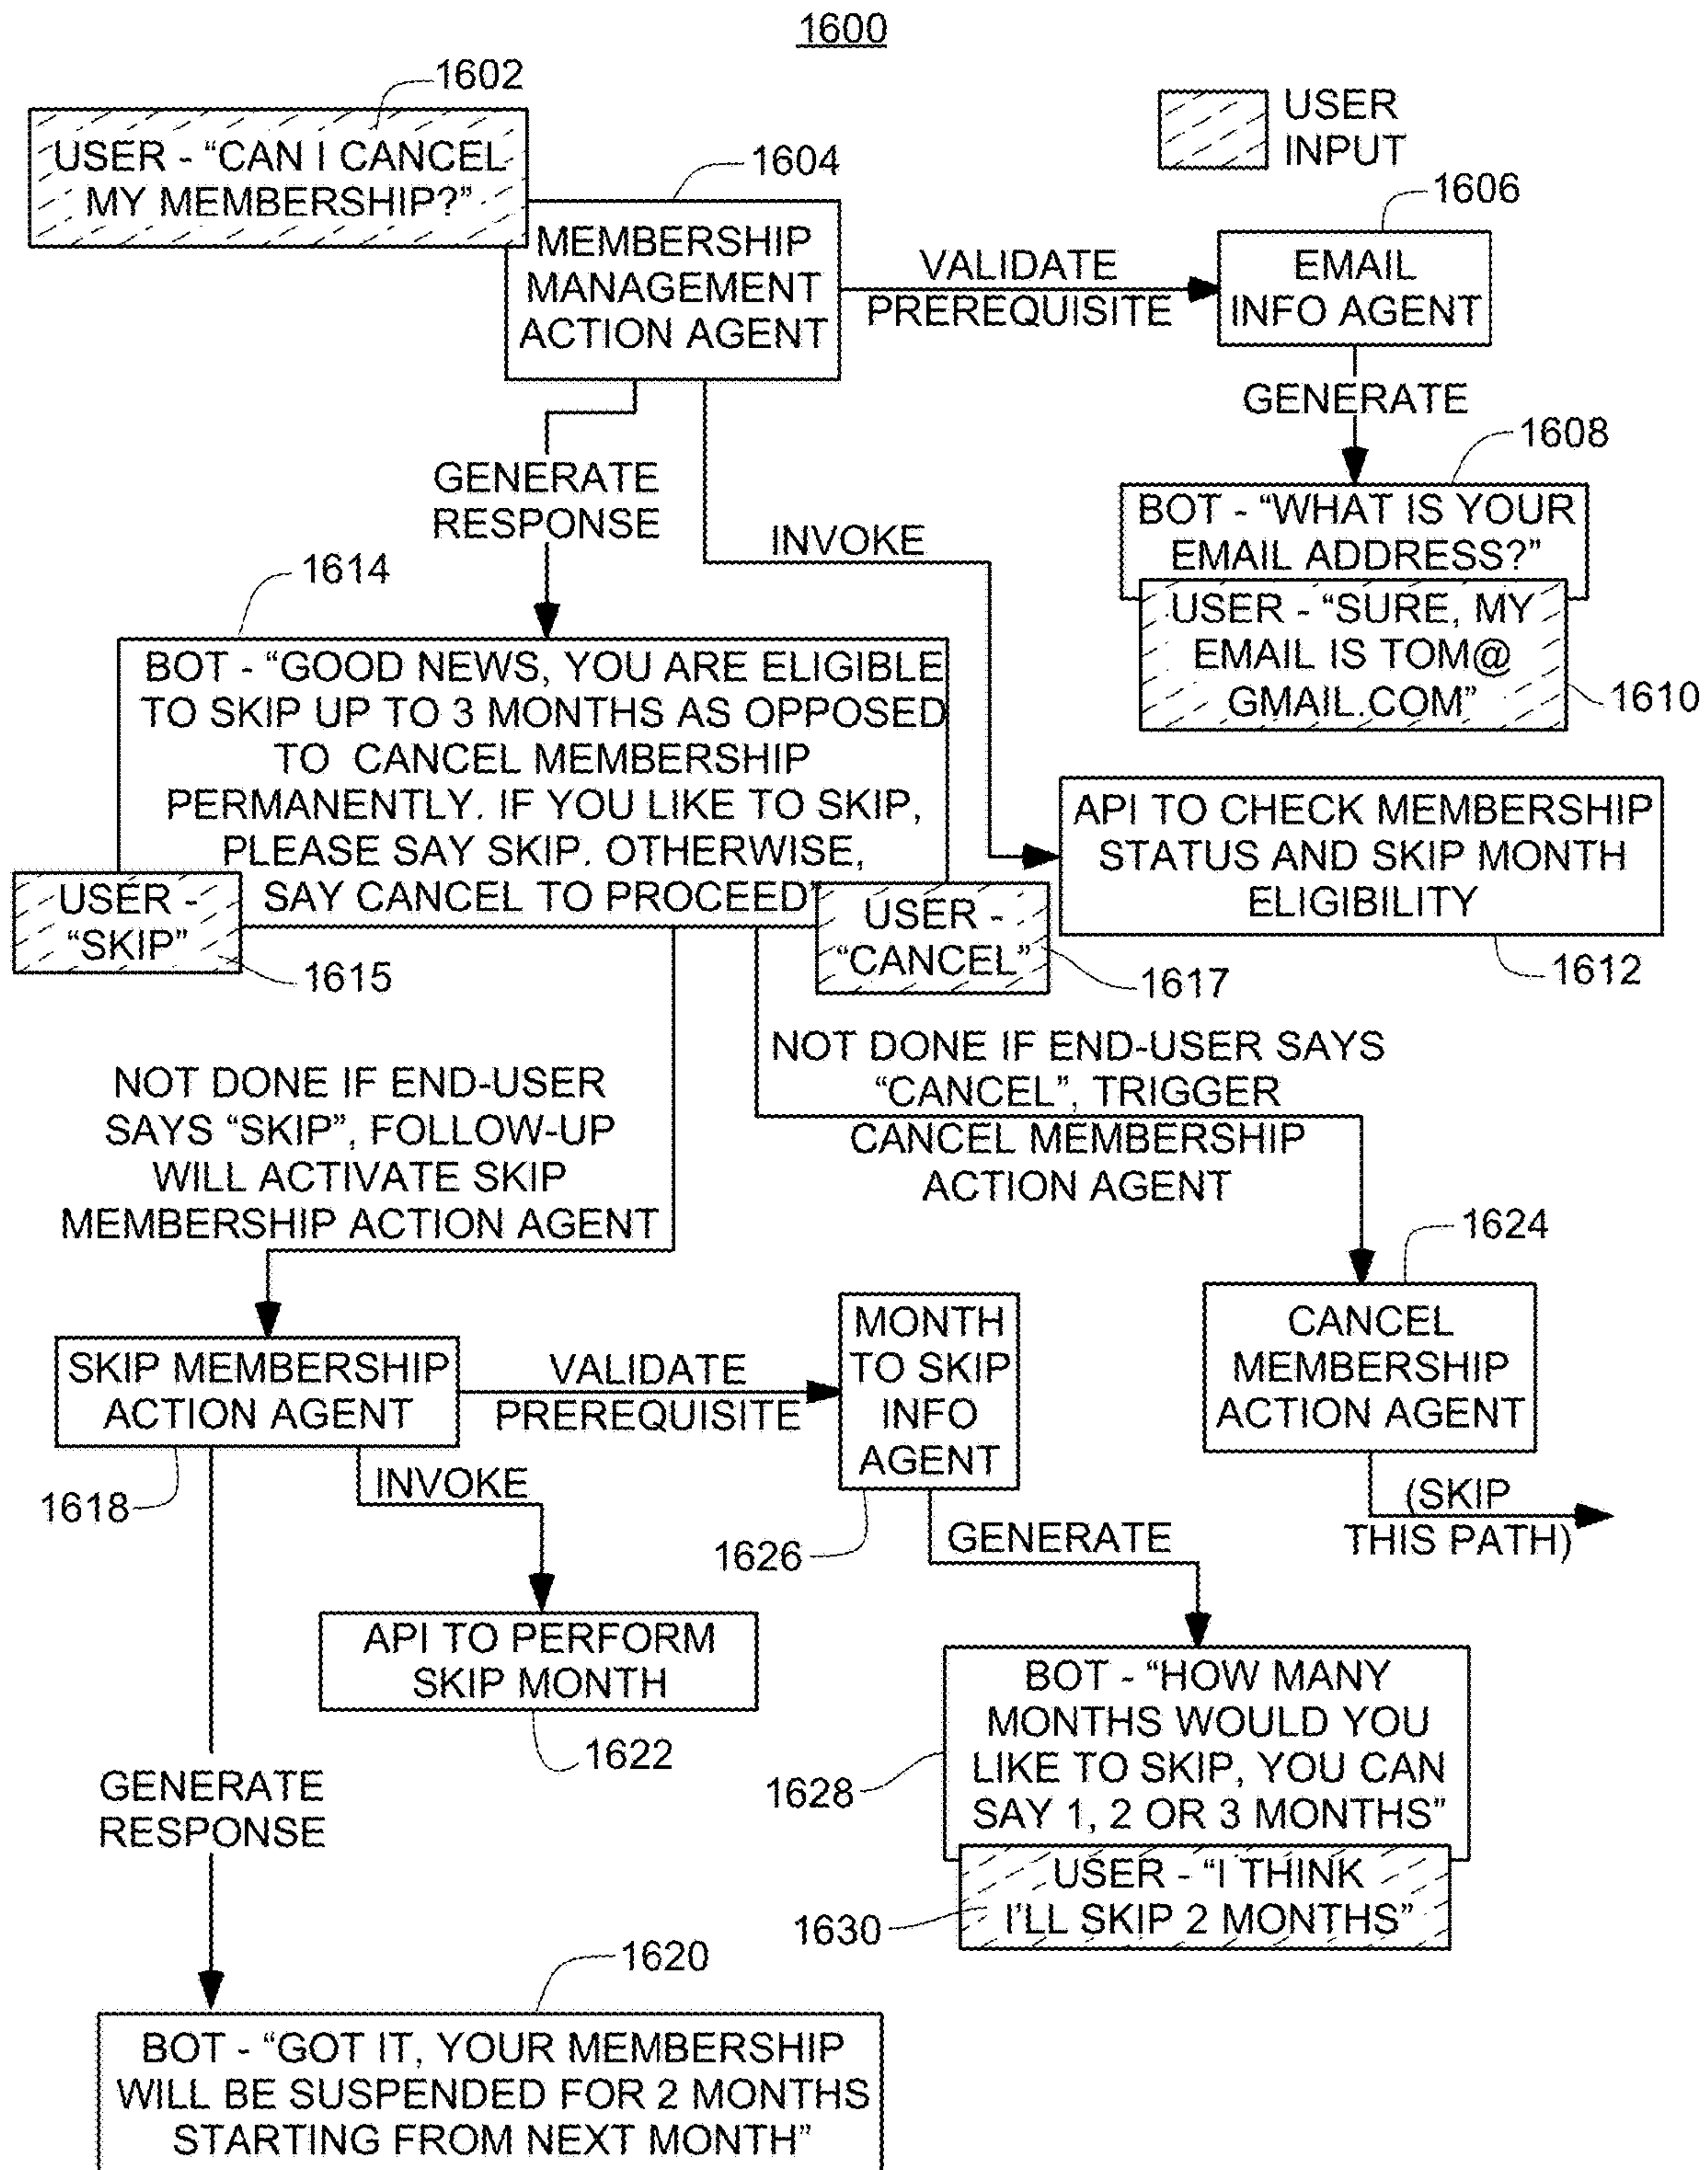 1600
1602
USER - “CAN I CANCEL
MY MEMBERSHIP?”
USER
INPUT
1604
MEMBERSHIP
MANAGEMENT
ACTION AGENT
VALIDATE
PREREQUISITE
1606
EMAIL
INFO AGENT
GENERATE
1608
BOT - “WHAT IS YOUR
EMAIL ADDRESS?”
USER - “SURE, MY
EMAIL IS TOM@
GMAIL.COM”
1610
GENERATE
RESPONSE
INVOKE
1614
BOT - “GOOD NEWS, YOU ARE ELIGIBLE
TO SKIP UP TO 3 MONTHS AS OPPOSED
TO CANCEL MEMBERSHIP
PERMANENTLY. IF YOU LIKE TO SKIP,
PLEASE SAY SKIP. OTHERWISE,
SAY CANCEL TO PROCEED”
API TO CHECK MEMBERSHIP
STATUS AND SKIP MONTH
ELIGIBILITY
1612
USER -
“SKIP”
1615
USER -
“CANCEL”
1617
NOT DONE IF END-USER
SAYS “SKIP”, FOLLOW-UP
WILL ACTIVATE SKIP
MEMBERSHIP ACTION AGENT
NOT DONE IF END-USER SAYS
“CANCEL”, TRIGGER
CANCEL MEMBERSHIP
ACTION AGENT
1624
CANCEL
MEMBERSHIP
ACTION AGENT
(SKIP
THIS PATH)
SKIP MEMBERSHIP
ACTION AGENT
1618
VALIDATE
PREREQUISITE
MONTH
TO SKIP
INFO
AGENT
1626
INVOKE
API TO PERFORM
SKIP MONTH
1622
GENERATE
BOT - “HOW MANY
MONTHS WOULD YOU
LIKE TO SKIP, YOU CAN
SAY 1, 2 OR 3 MONTHS”
1628
USER - “I THINK
I’LL SKIP 2 MONTHS”
1630
GENERATE
RESPONSE
1620
BOT - “GOT IT, YOUR MEMBERSHIP
WILL BE SUSPENDED FOR 2 MONTHS
STARTING FROM NEXT MONTH”